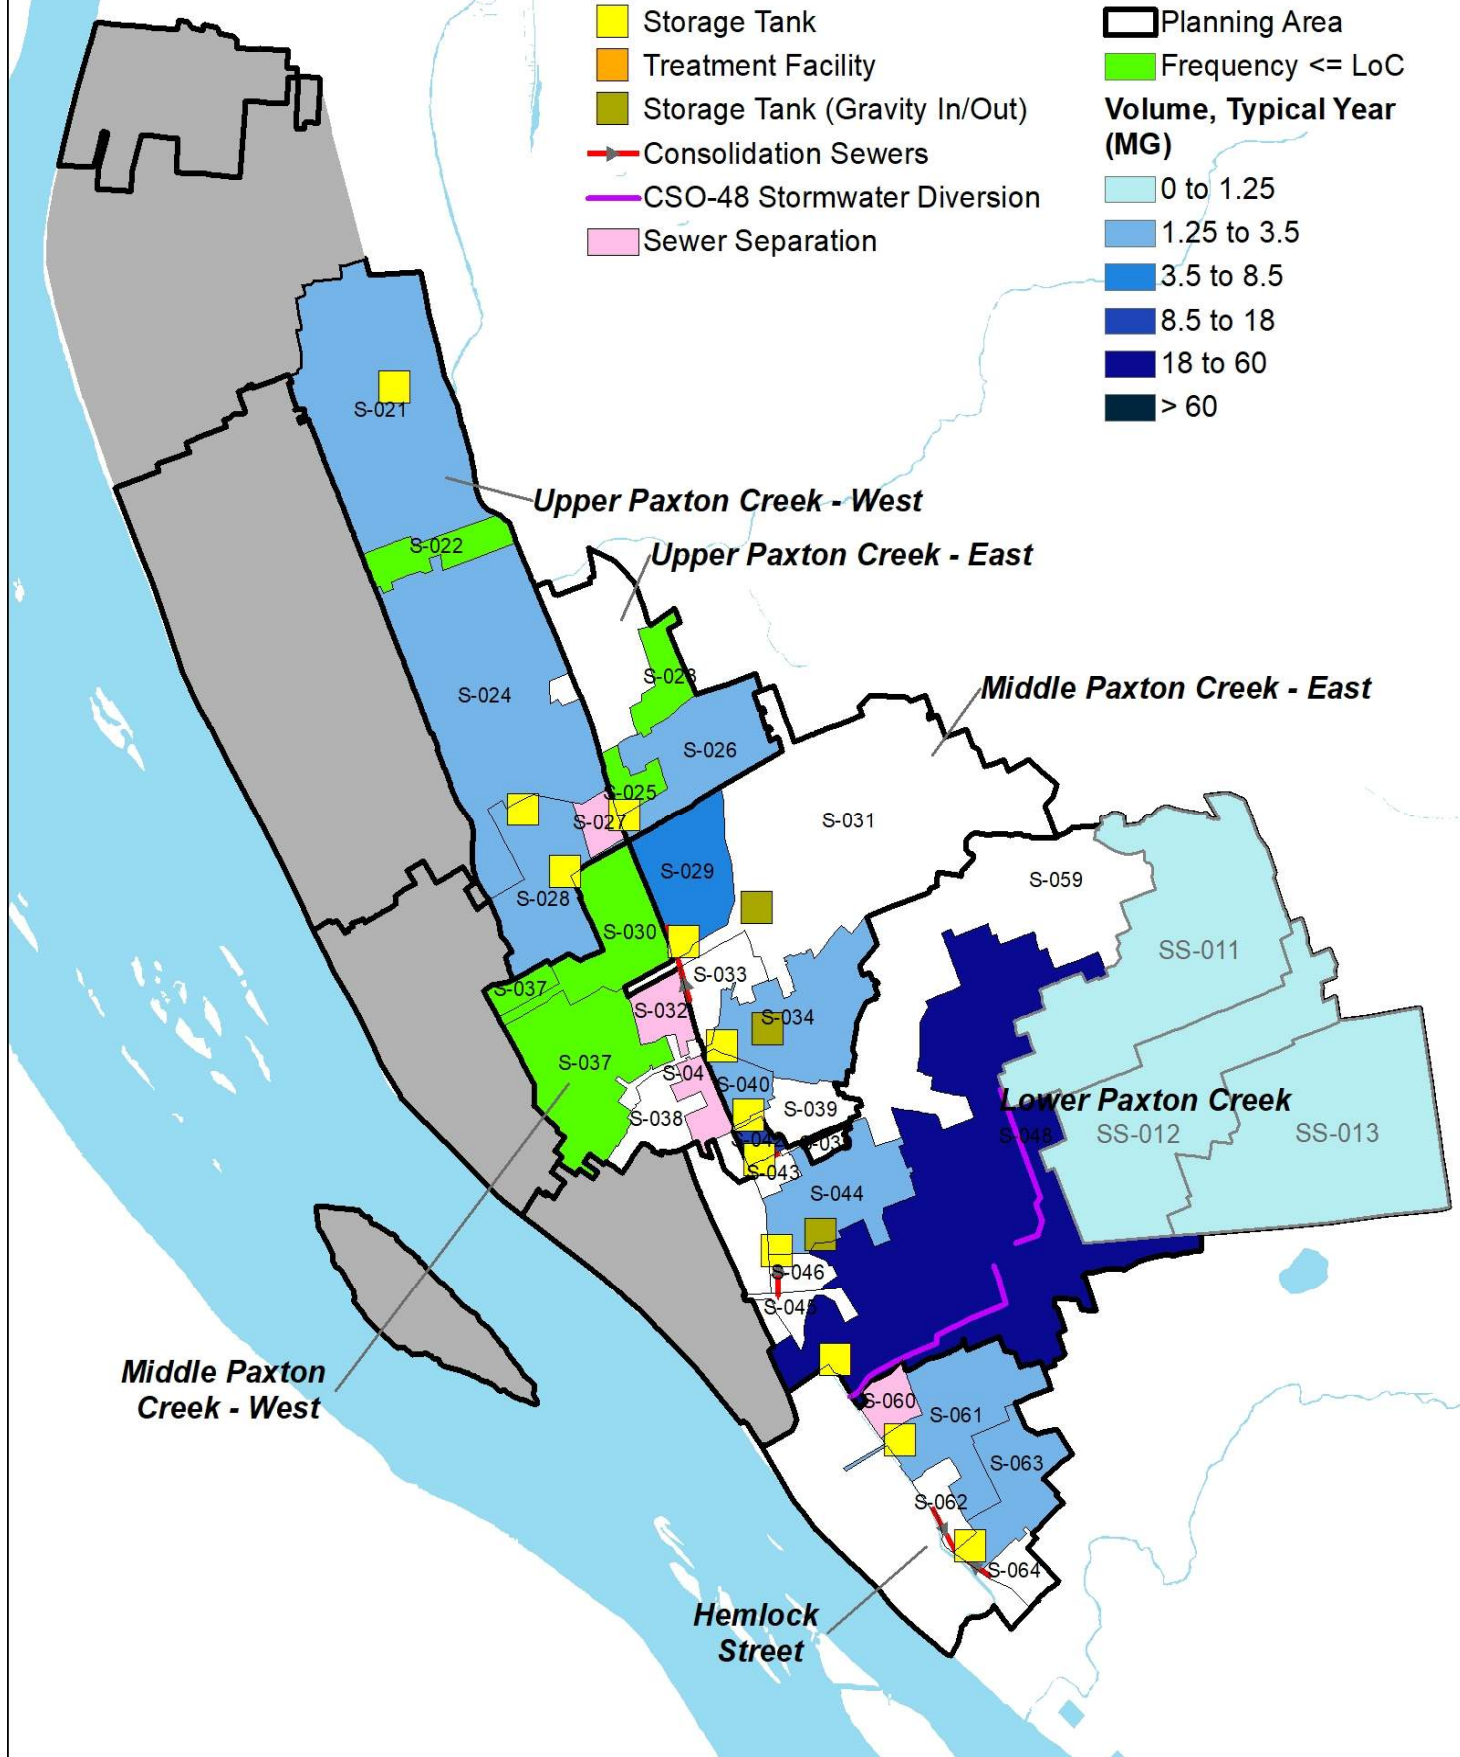 Storage Tank
Treatment Facility
Storage Tank (Gravity In/Out)
Consolidation Sewers
CSO-48 Stormwater Diversion
Sewer Separation
Planning Area
Frequency <= LoC
Volume, Typical Year
(MG)
0 to 1.25
1.25 to 3.5
3.5 to 8.5
8.5 to 18
18 to 60
> 60
S-021
Upper Paxton Creek - West
S-022
Upper Paxton Creek - East
S-023
S-024
Middle Paxton Creek - East
S-026
S-025
S-027
S-031
S-029
S-059
S-028
S-030
SS-011
S-033
S-037
S-032
S-034
S-037
S-04
S-040
S-039
Lower Paxton Creek
S-038
S-048
SS-012
SS-013
S-042
S-03
S-043
S-044
S-046
S-045
Middle Paxton
Creek - West
S-060
S-061
S-063
S-062
S-064
Hemlock
Street